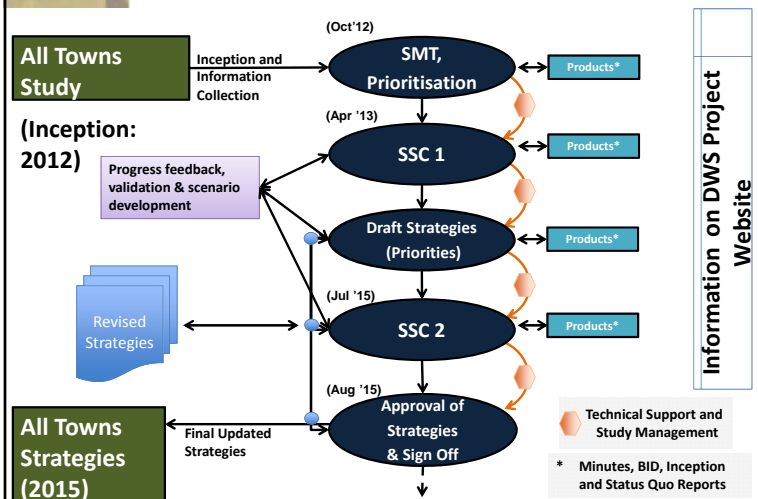 (Oct'12)
All Towns
Study
Inception and
Information
Collection
SMT,
Prioritisation
Products*
(Inception:
2012)
(Apr '13)
SSC 1
Products*
Progress feedback,
validation & scenario
development
Draft Strategies
(Priorities)
Products*
Revised
Strategies
(Jul '15)
SSC 2
Products*
(Aug '15)
Approval of
Strategies
& Sign Off
All Towns
Strategies
(2015)
Final Updated
Strategies
Information on DWS Project
Website
Technical Support and
Study Management
* Minutes, BID, Inception
and Status Quo Reports